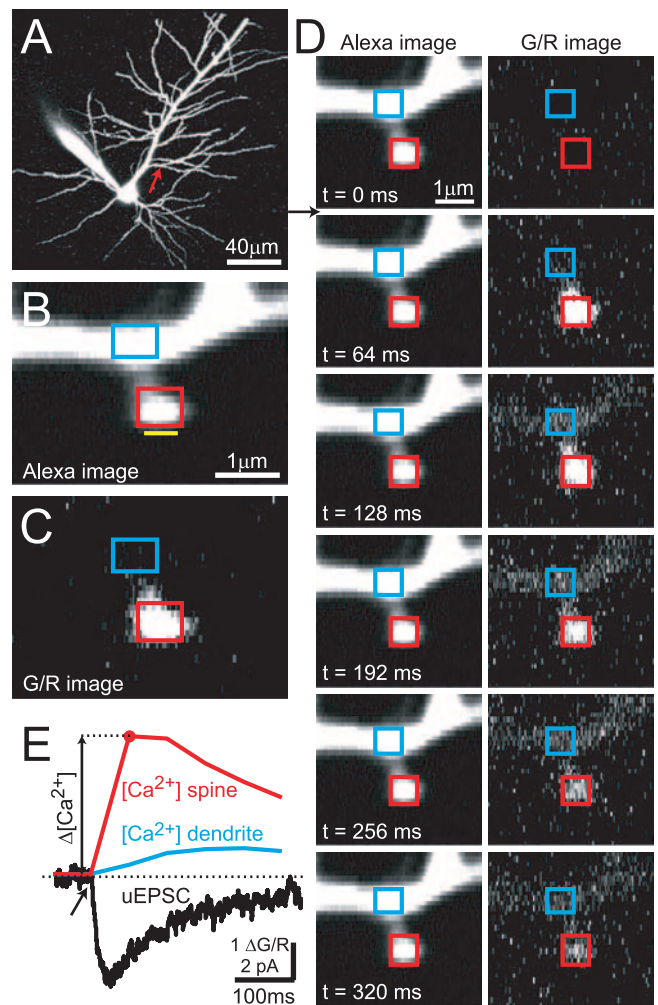 A
40μm
B
Alexa image
1μm
C
G/R image
D
Alexa image
G/R image
t = 0 ms
1μm
t = 64 ms
t = 128 ms
t = 192 ms
t = 256 ms
t = 320 ms
E
Δ[Ca2+]
[Ca2+] spine
[Ca2+] dendrite
uEPSC
1 ΔG/R
2 pA
100ms